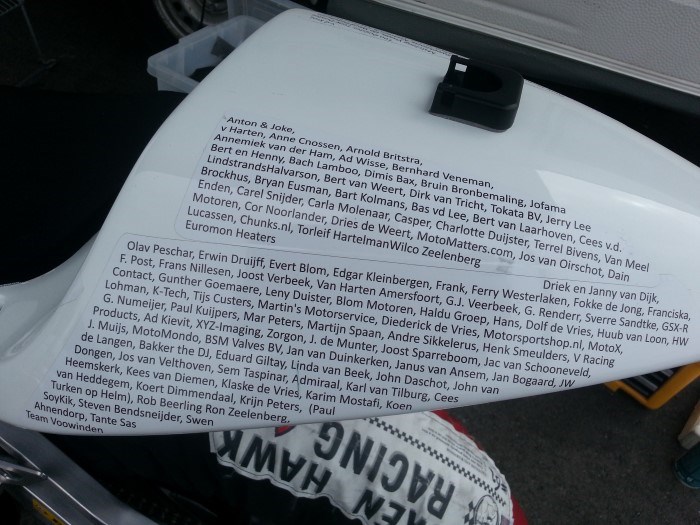 Anton & Joke,
v Harten, Anne Cnossen, Arnold Britstra,
Annemiek van der Ham, Ad Wisse, Bernhard Veneman,
Bert en Henny, Bach Lamboo, Dimis Bax, Bruin Bronbemaling, Jofama
LindstrandsHalvarson, Bert van Weert, Dirk van Tricht, Tokata BV, Jerry Lee
Brockhus, Bryan Eusman, Bart Kolmans, Bas vd Lee, Bert van Laarhoven, Cees v.d.
Enden, Carel Snijder, Carla Molenaar, Casper, Charlotte Duijster, Terrel Bivens, Van Meel
Motoren, Cor Noorlander, Dries de Weert, MotoMatters.com, Jos van Oirschot, Dain
Lucassen, Chunks.nl, Torleif HartelmanWilco Zeelenberg
Euromon Heaters
Driek en Janny van Dijk,
Olav Peschar, Erwin Druijff, Evert Blom, Edgar Kleinbergen, Frank, Ferry Westerlaken, Fokke de Jong, Franciska,
F. Post, Frans Nillesen, Joost Verbeek, Van Harten Amersfoort, G.J. Veerbeek, G. Renderr, Sverre Sandtke, GSX-R
Contact, Gunther Goemaere, Leny Duister, Blom Motoren, Haldu Groep, Hans, Dolf de Vries, Huub van Loon, HW
Lohman, K-Tech, Tijs Custers, Martin's Motorservice, Diederick de Vries, Motorsportshop.nl, MotoX,
G. Numeijer, Paul Kuijpers, Mar Peters, Martijn Spaan, Andre Sikkelerus, Henk Smeulders, V Racing
Products, Ad Kievit, XYZ-Imaging, Zorgon, J. de Munter, Joost Sparreboom, Jac van Schooneveld,
J. Muijs, MotoMondo, BSM Valves BV, Jan van Duinkerken, Janus van Ansem, Jan Bogaard, JW
de Langen, Bakker the DJ, Eduard Giltay, Linda van Beek, John Daschot, John van
Dongen, Jos van Velthoven, Sem Taspinar, Admiraal, Karl van Tilburg, Cees
Heemskerk, Kees van Diemen, Klaske de Vries, Karim Mostafi, Koen
van Heddegem, Koert Dimmendaal, Krijn Peters, (Paul
Turken op Helm), Rob Beerling Ron Zeelenberg,
SoyKik, Steven Bendsneijder, Swen
Ahnendorp, Tante Sas
Team Voowinden
KEN HAWK
RACING